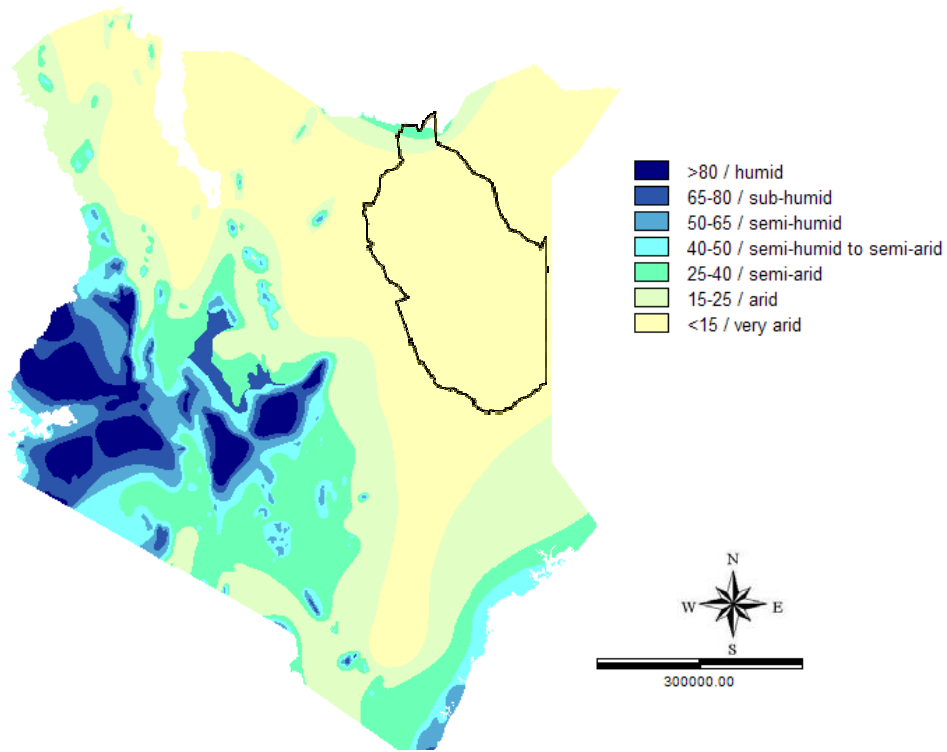 >80 / humid
65-80 / sub-humid
50-65 / semi-humid
40-50 / semi-humid to semi-arid
25-40 / semi-arid
15-25 / arid
<15 / very arid
N
W E
S
300000.00